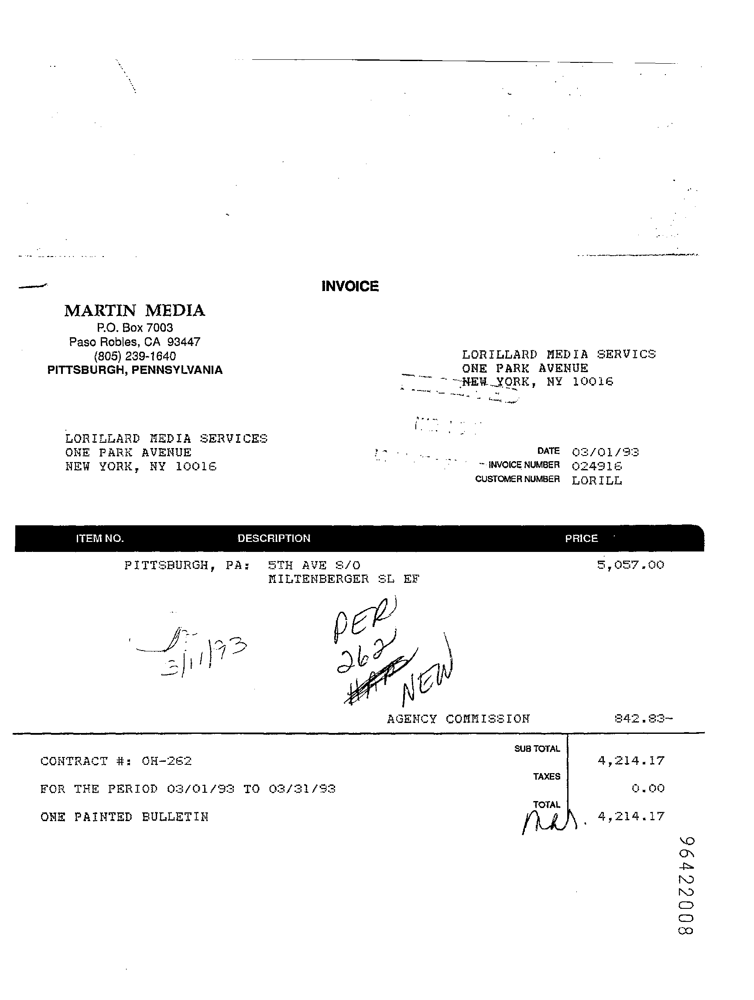 INVOICE
MARTIN MEDIA
P.O. Box 7003
Paso Robles, CA 93447
(805) 239-1640
PITTSBURGH, PENNSYLVANIA
LORILLARD MEDIA SERVICS
ONE PARK AVENUE
NEW YORK, NY 10016
LORILLARD MEDIA SERVICES
ONE PARK AVENUE
NEW YORK, NY 10016
DATE 03/01/93
INVOICE NUMBER 024916
CUSTOMER NUMBER LORILL
ITEM NO. DESCRIPTION PRICE
PITTSBURGH, PA: 5TH AVE S/O 5,057.00
MILTENBERGER SL EF
3/11/93
PER
262
NEW
AGENCY COMMISSION 842.83-
SUB TOTAL 4,214.17
CONTRACT #: OH-262
TAXES 0.00
FOR THE PERIOD 03/01/93 TO 03/31/93
TOTAL 4,214.17
ONE PAINTED BULLETIN
96422008